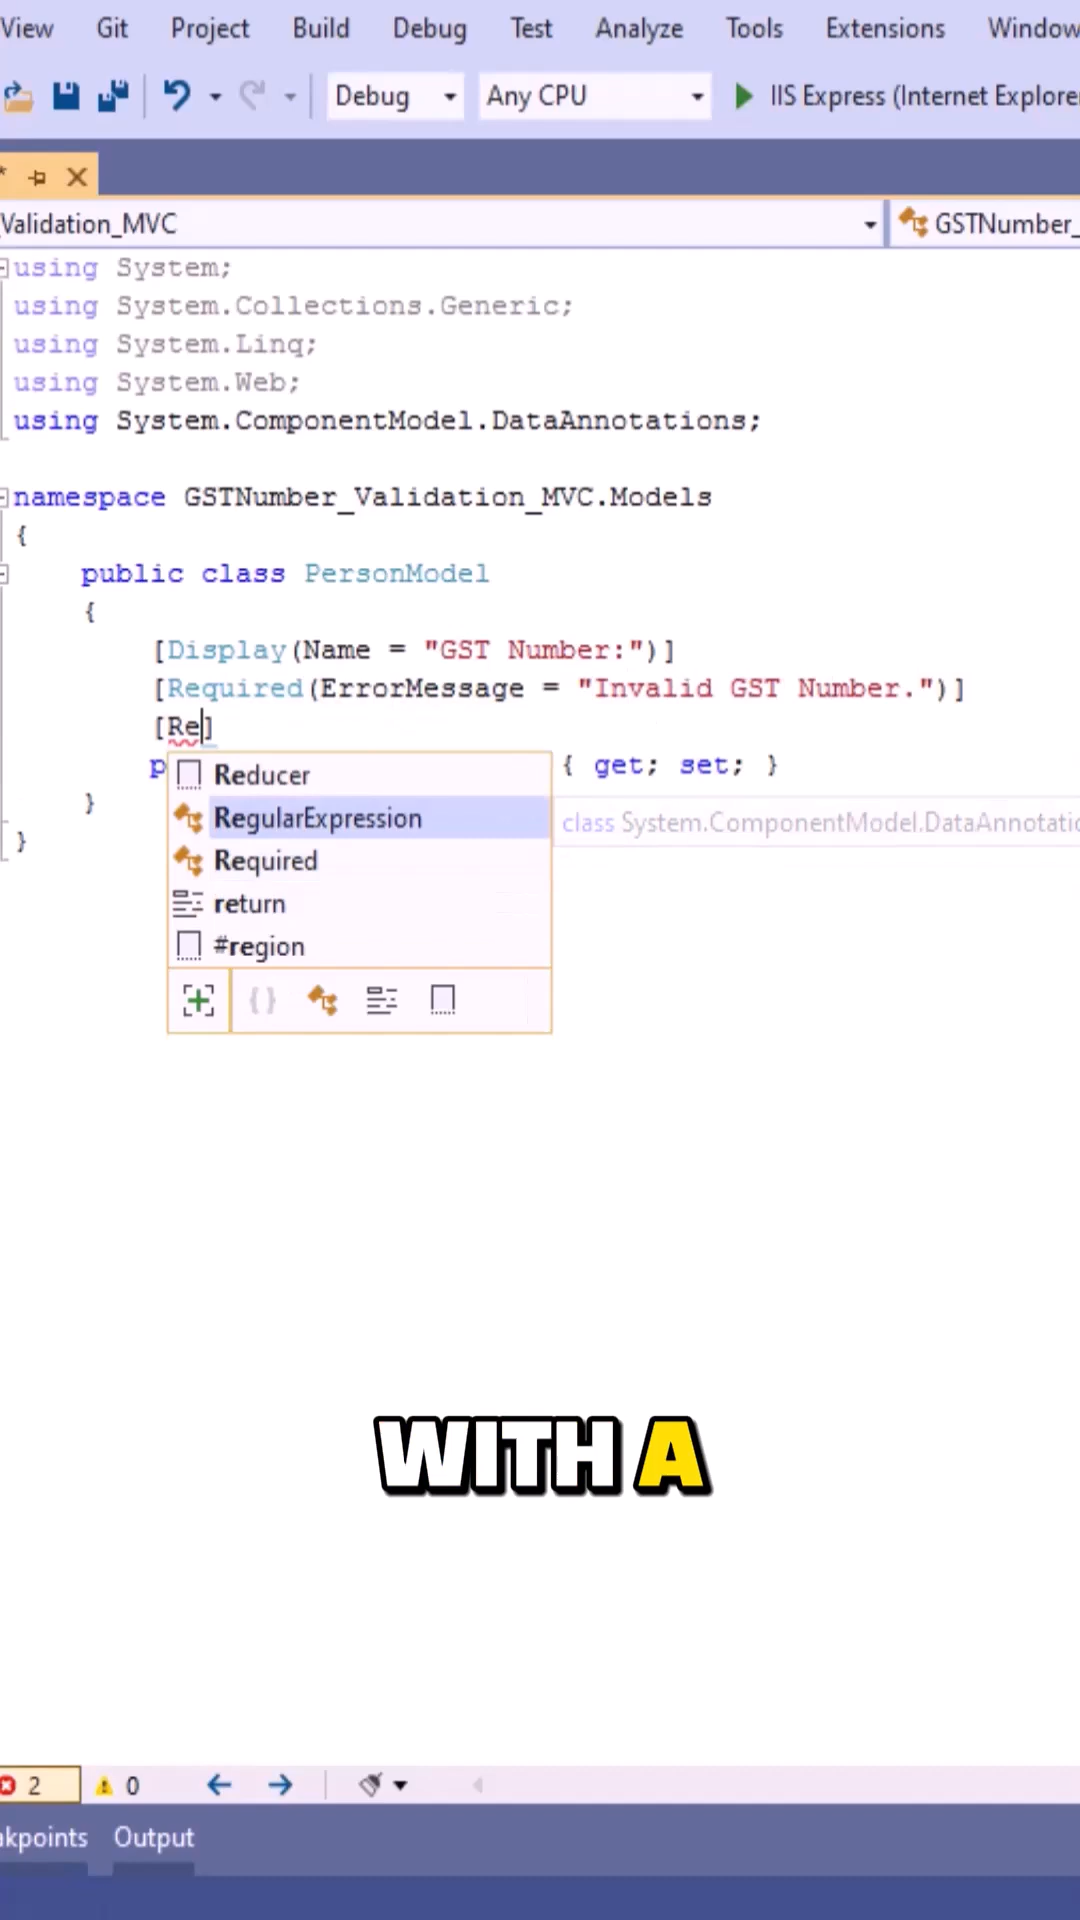 View Git Project Build Debug Test Analyze Tools Extensions Window
Debug Any CPU IIS Express (Internet Explore
Validation_MVC GSTNumber_
using System;
using System.Collections.Generic;
using System.Linq;
using System.Web;
using System.ComponentModel.DataAnnotations;
namespace GSTNumber_Validation_MVC.Models
{
public class PersonModel
{
[Display(Name = "GST Number:")]
[Required(ErrorMessage = "Invalid GST Number.")]
[Re]
p { get; set; }
Reducer
}
RegularExpression class System.ComponentModel.DataAnnotatio
}
Required
return
#region
WITH A
2 0
akpoints Output